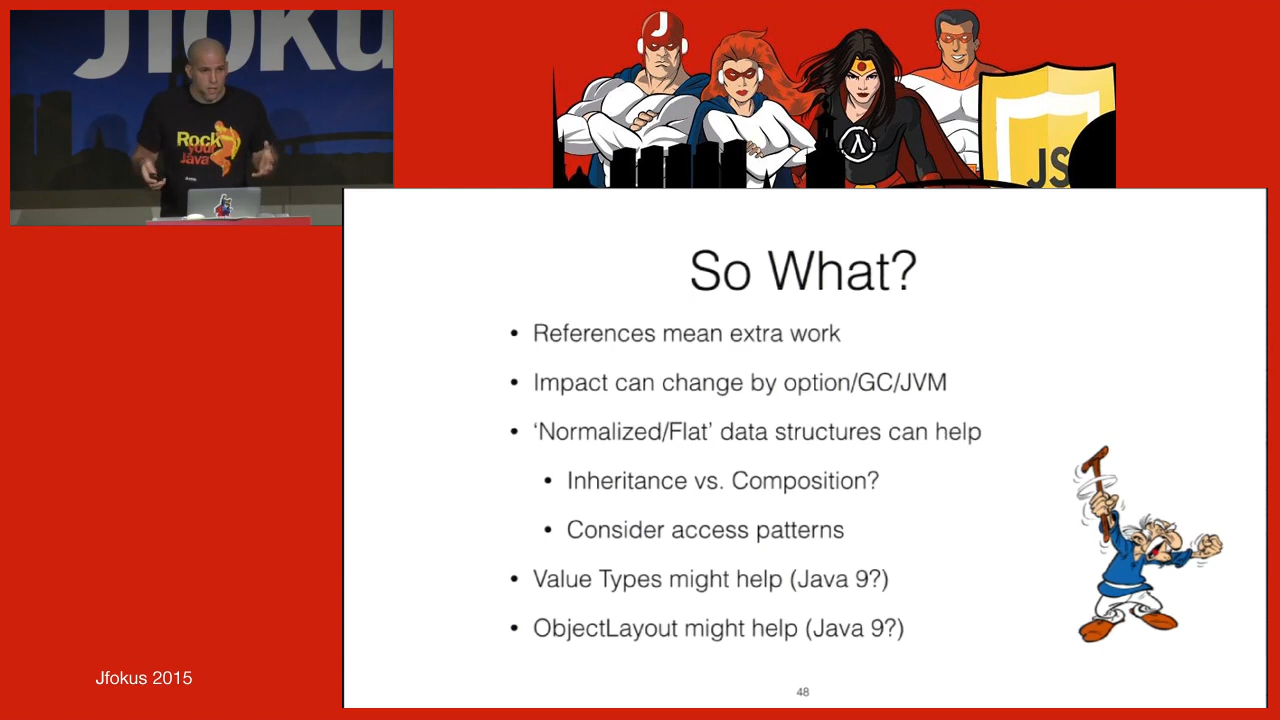 Jfoku
Rock
your
Java
J
JS
So What?
• References mean extra work
• Impact can change by option/GC/JVM
• ‘Normalized/Flat’ data structures can help
• Inheritance vs. Composition?
• Consider access patterns
• Value Types might help (Java 9?)
• ObjectLayout might help (Java 9?)
Jfokus 2015
48